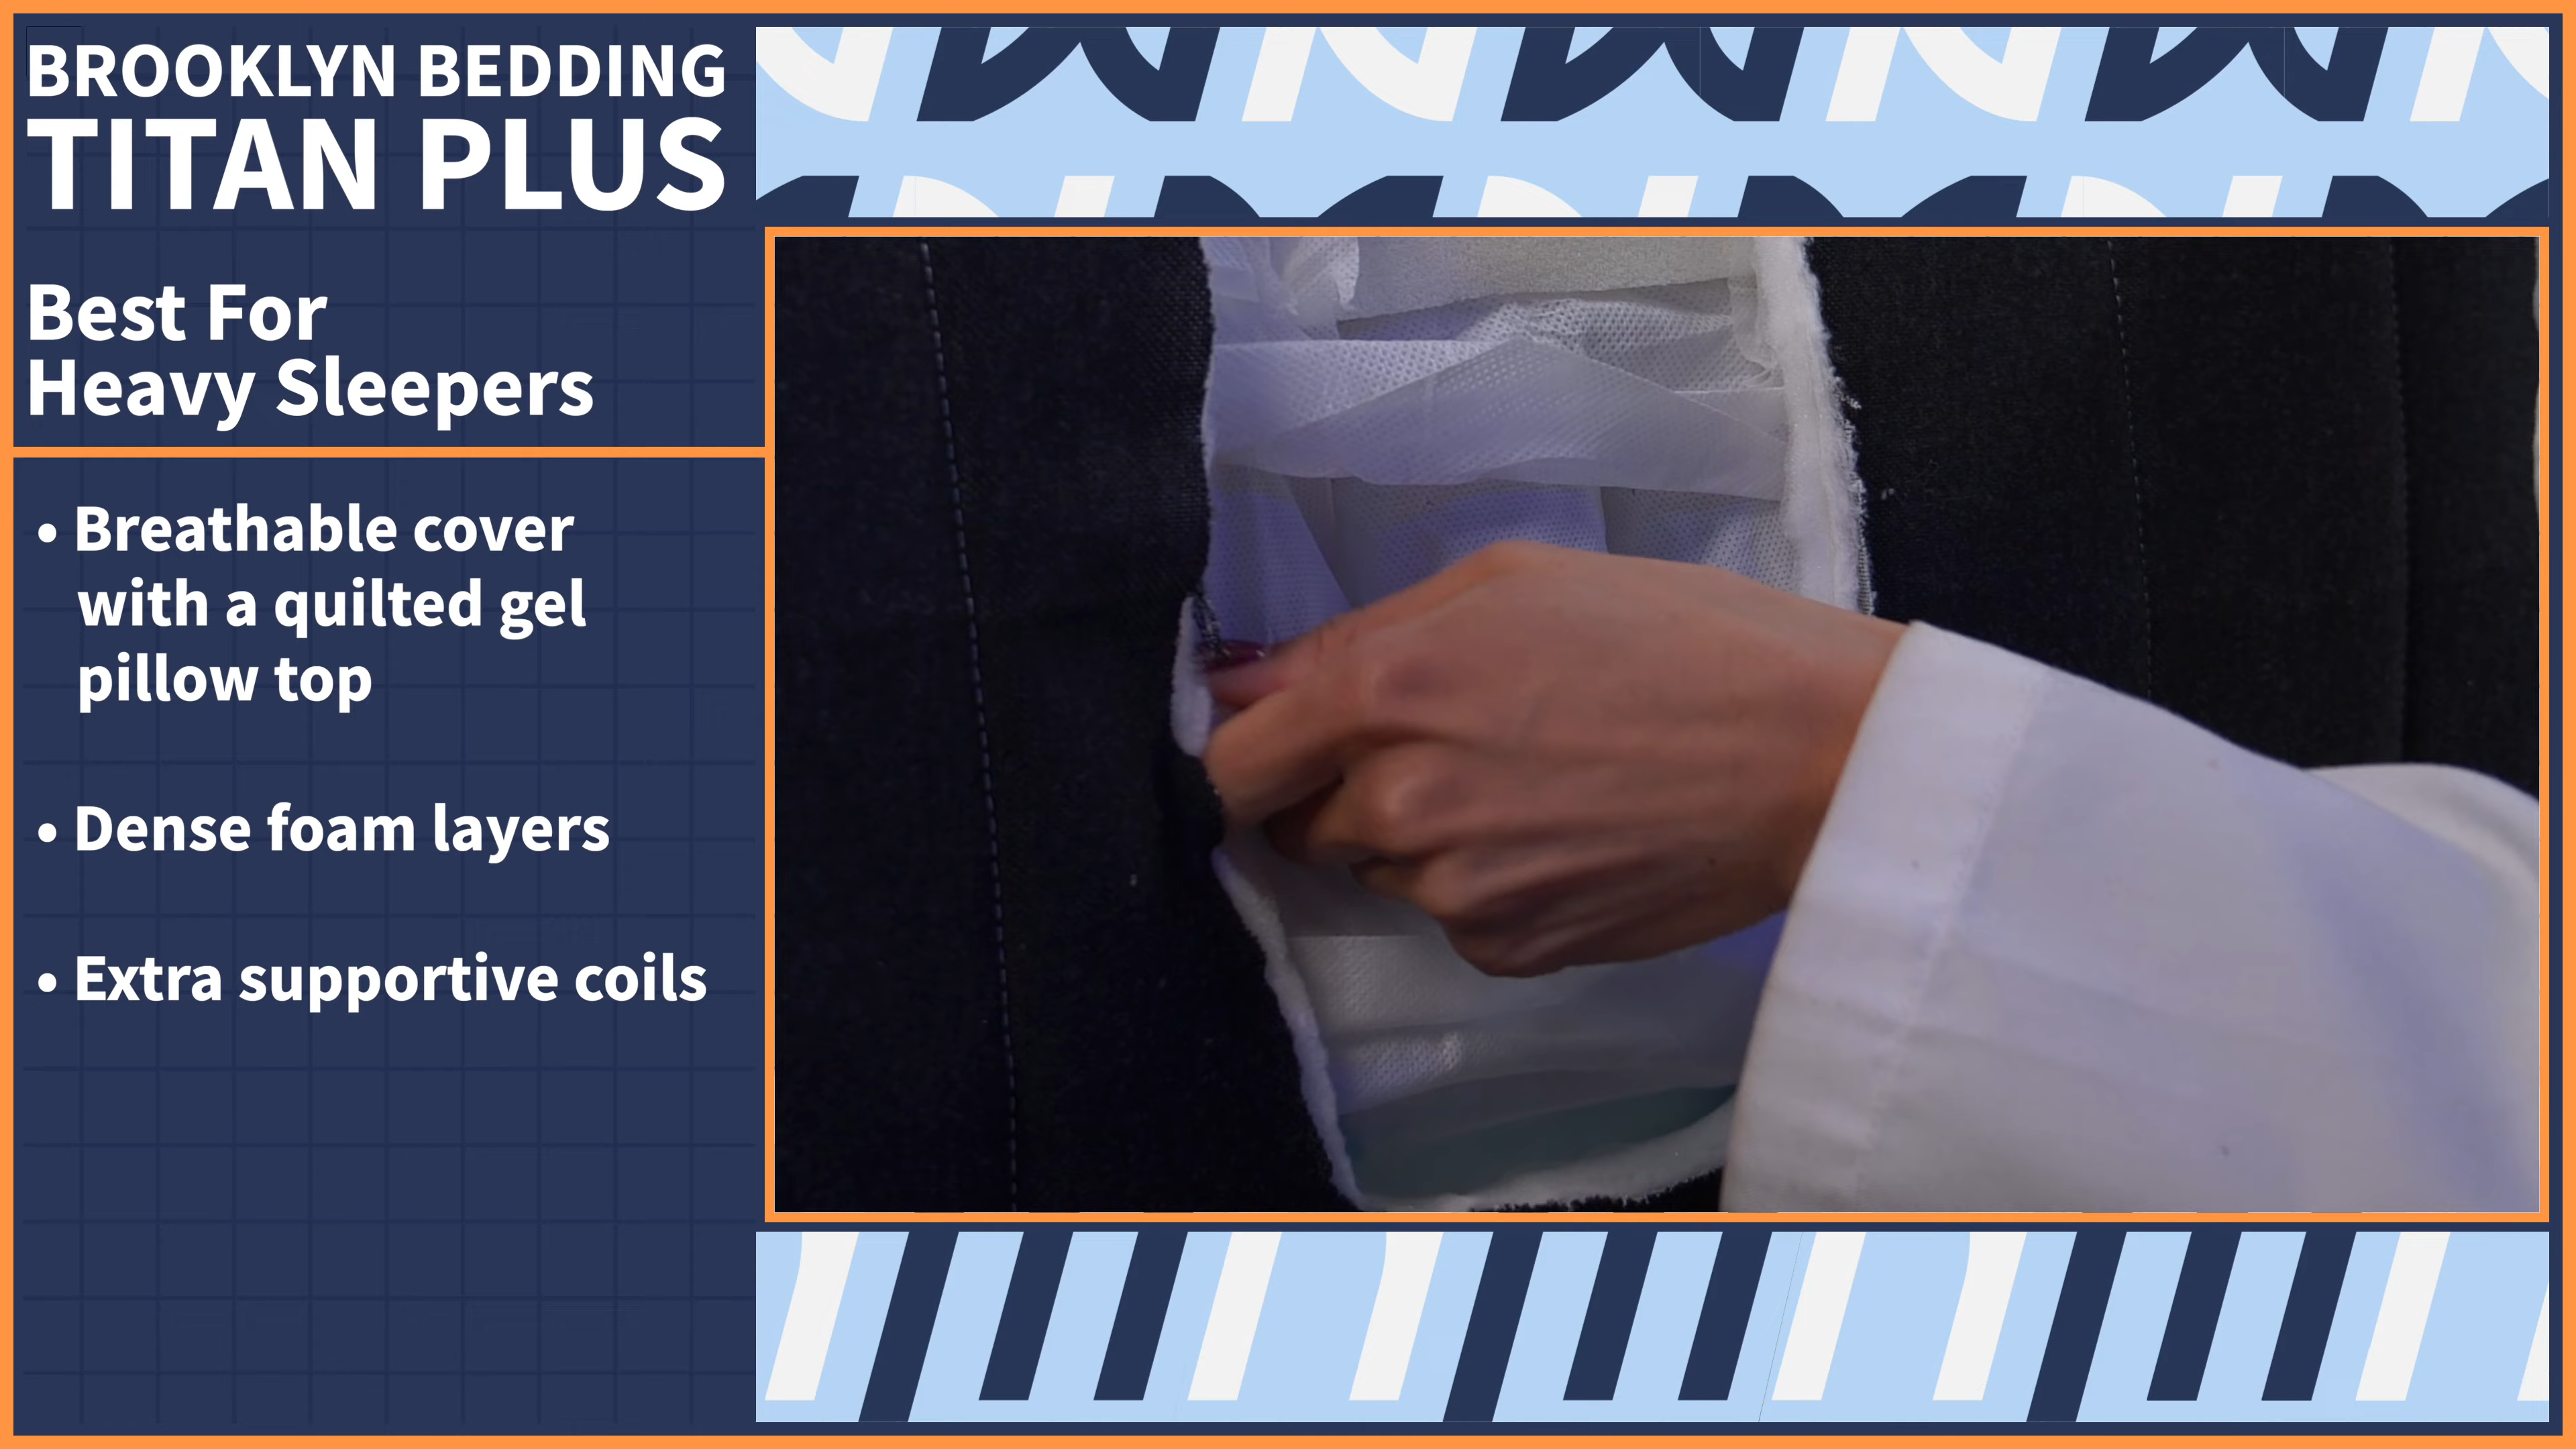 BROOKLYN BEDDING
TITAN PLUS
Best For
Heavy Sleepers
• Breathable cover
with a quilted gel
pillow top
• Dense foam layers
• Extra supportive coils